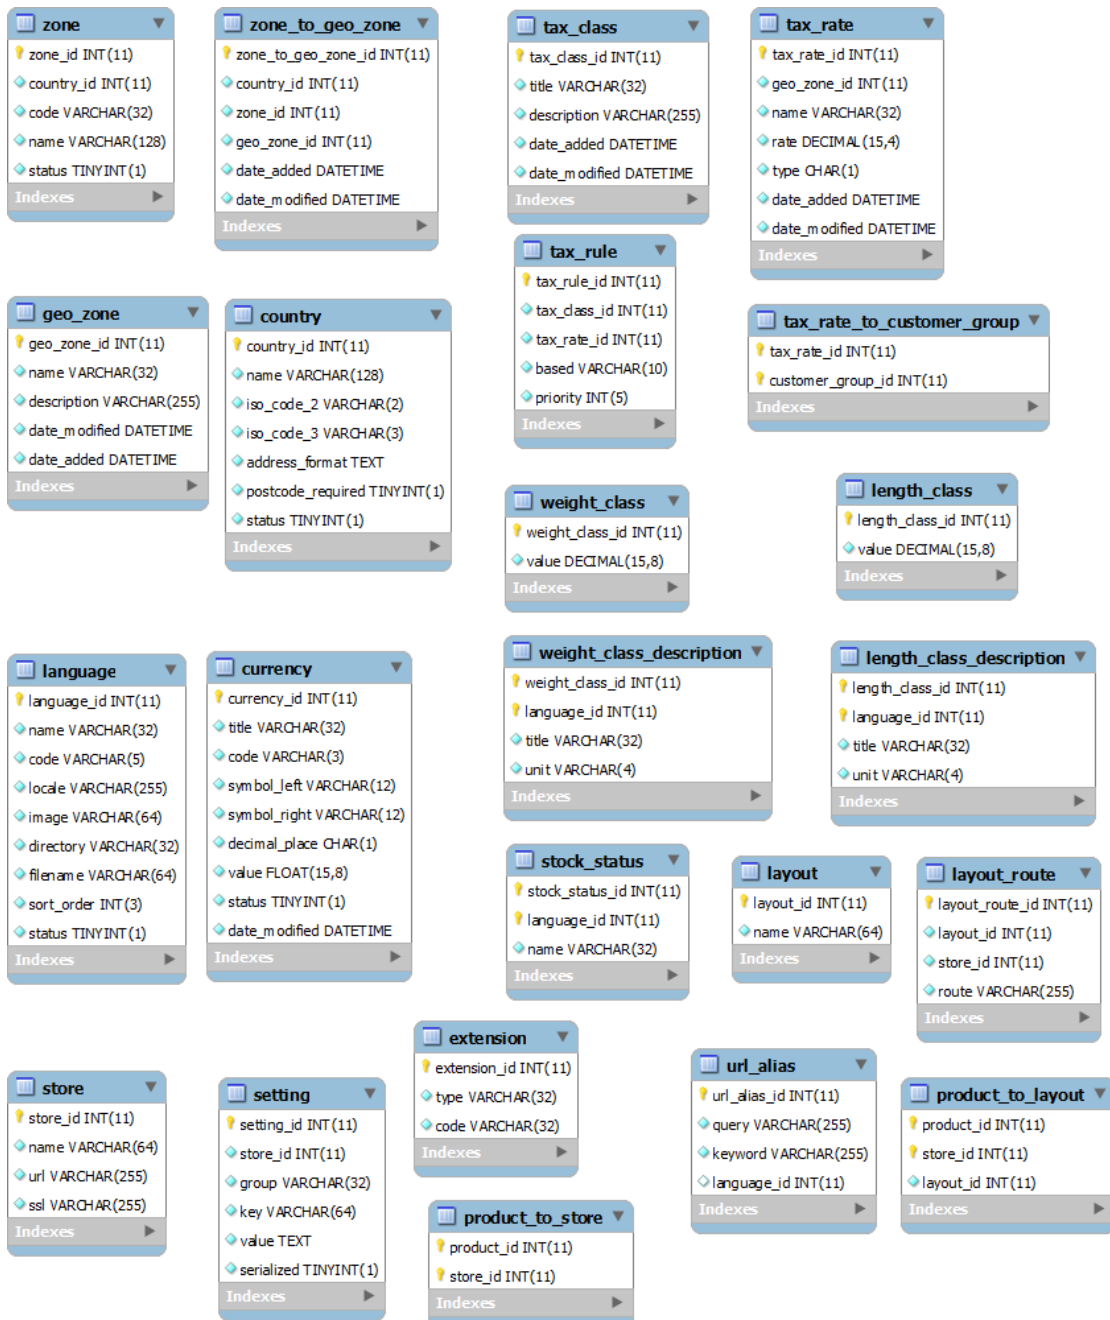 zone
zone_id INT(11)
country_id INT(11)
code VARCHAR(32)
name VARCHAR(128)
status TINYINT(1)
Indexes
zone_to_geo_zone
zone_to_geo_zone_id INT(11)
country_id INT(11)
zone_id INT(11)
geo_zone_id INT(11)
date_added DATETIME
date_modified DATETIME
Indexes
tax_class
tax_class_id INT(11)
title VARCHAR(32)
description VARCHAR(255)
date_added DATETIME
date_modified DATETIME
Indexes
tax_rate
tax_rate_id INT(11)
geo_zone_id INT(11)
name VARCHAR(32)
rate DECIMAL(15,4)
type CHAR(1)
date_added DATETIME
date_modified DATETIME
Indexes
geo_zone
geo_zone_id INT(11)
name VARCHAR(32)
description VARCHAR(255)
date_modified DATETIME
date_added DATETIME
Indexes
country
country_id INT(11)
name VARCHAR(128)
iso_code_2 VARCHAR(2)
iso_code_3 VARCHAR(3)
address_format TEXT
postcode_required TINYINT(1)
status TINYINT(1)
Indexes
tax_rule
tax_rule_id INT(11)
tax_class_id INT(11)
tax_rate_id INT(11)
based VARCHAR(10)
priority INT(5)
Indexes
tax_rate_to_customer_group
tax_rate_id INT(11)
customer_group_id INT(11)
Indexes
weight_class
weight_class_id INT(11)
value DECIMAL(15,8)
Indexes
length_class
length_class_id INT(11)
value DECIMAL(15,8)
Indexes
language
language_id INT(11)
name VARCHAR(32)
code VARCHAR(5)
locale VARCHAR(255)
image VARCHAR(64)
directory VARCHAR(32)
filename VARCHAR(64)
sort_order INT(3)
status TINYINT(1)
Indexes
currency
currency_id INT(11)
title VARCHAR(32)
code VARCHAR(3)
symbol_left VARCHAR(12)
symbol_right VARCHAR(12)
decimal_place CHAR(1)
value FLOAT(15,8)
status TINYINT(1)
date_modified DATETIME
Indexes
weight_class_description
weight_class_id INT(11)
language_id INT(11)
title VARCHAR(32)
unit VARCHAR(4)
Indexes
length_class_description
length_class_id INT(11)
language_id INT(11)
title VARCHAR(32)
unit VARCHAR(4)
Indexes
stock_status
stock_status_id INT(11)
language_id INT(11)
name VARCHAR(32)
Indexes
layout
layout_id INT(11)
name VARCHAR(64)
Indexes
layout_route
layout_route_id INT(11)
layout_id INT(11)
store_id INT(11)
route VARCHAR(255)
Indexes
store
store_id INT(11)
name VARCHAR(64)
url VARCHAR(255)
ssl VARCHAR(255)
Indexes
setting
setting_id INT(11)
store_id INT(11)
group VARCHAR(32)
key VARCHAR(64)
value TEXT
serialized TINYINT(1)
Indexes
extension
extension_id INT(11)
type VARCHAR(32)
code VARCHAR(32)
Indexes
product_to_store
product_id INT(11)
store_id INT(11)
Indexes
url_alias
url_alias_id INT(11)
query VARCHAR(255)
keyword VARCHAR(255)
language_id INT(11)
Indexes
product_to_layout
product_id INT(11)
store_id INT(11)
layout_id INT(11)
Indexes